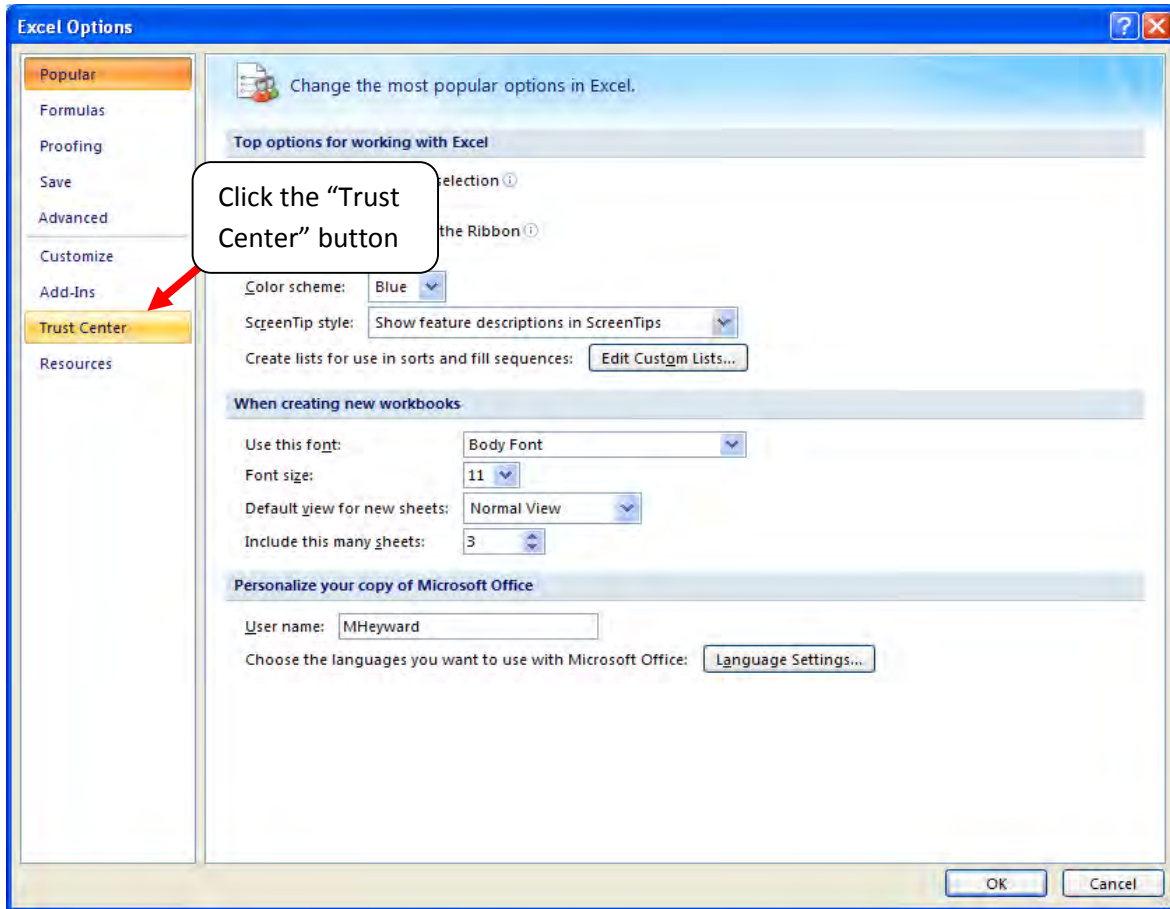 Excel Options
Popular
Formulas
Proofing
Save
Advanced
Customize
Add-Ins
Trust Center
Resources
Change the most popular options in Excel.
Top options for working with Excel
selection
the Ribbon
Click the “Trust
Center” button
Color scheme: Blue
ScreenTip style: Show feature descriptions in ScreenTips
Create lists for use in sorts and fill sequences: Edit Custom Lists...
When creating new workbooks
Use this font: Body Font
Font size: 11
Default view for new sheets: Normal View
Include this many sheets: 3
Personalize your copy of Microsoft Office
User name: MHeyward
Choose the languages you want to use with Microsoft Office: Language Settings...
OK Cancel